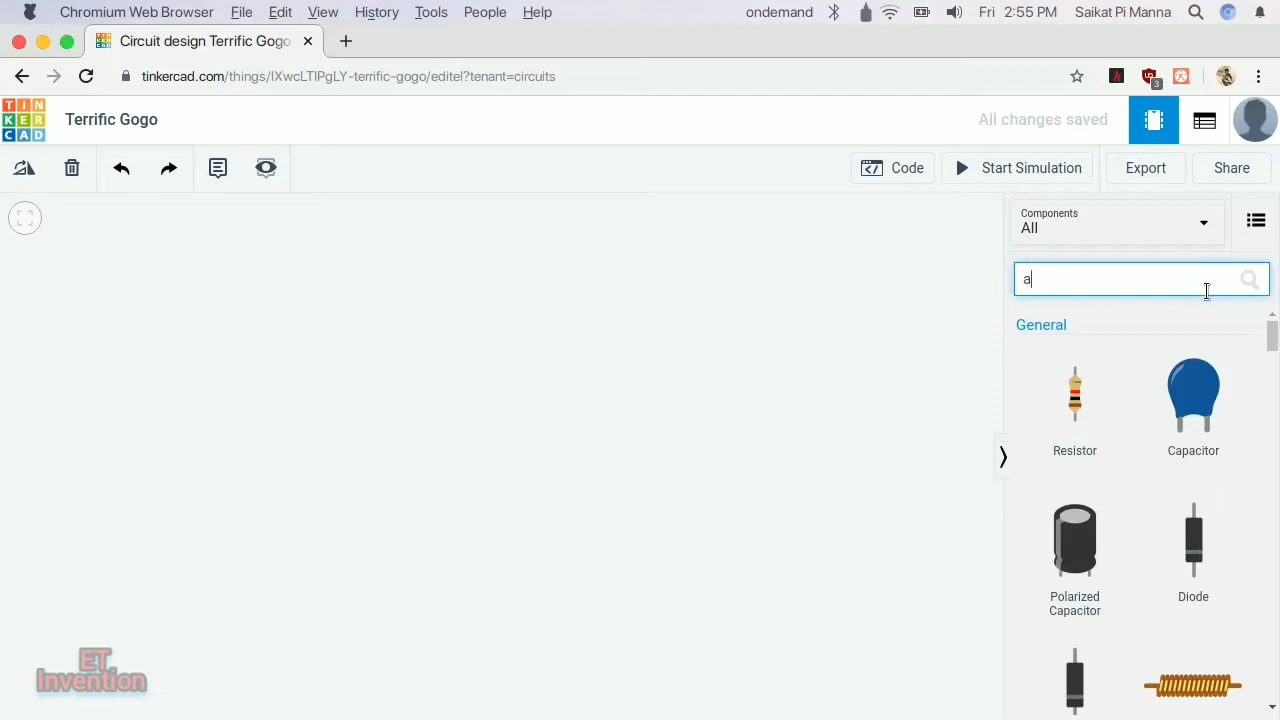 Chromium Web Browser File Edit View History Tools People Help ondemand Fri 2:55 PM Saikat Pi Manna
Circuit design Terrific Gogo
tinkercad.com/things/lXwcLTlPgLY-terrific-gogo/editel?tenant=circuits
3
TIN
KER
CAD
Terrific Gogo
All changes saved
Code
Start Simulation
Export
Share
Components
All
a
General
Resistor
Capacitor
Polarized
Capacitor
Diode
ET
Invention